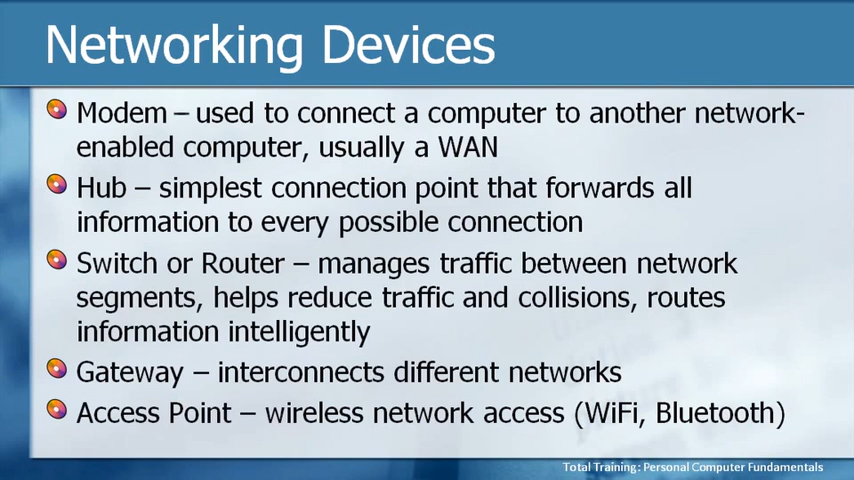 Networking Devices
Modem – used to connect a computer to another network-
enabled computer, usually a WAN
Hub – simplest connection point that forwards all
information to every possible connection
Switch or Router – manages traffic between network
segments, helps reduce traffic and collisions, routes
information intelligently
Gateway – interconnects different networks
Access Point – wireless network access (WiFi, Bluetooth)
Total Training: Personal Computer Fundamentals